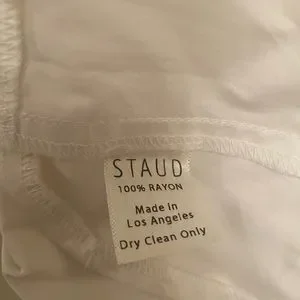 STAUD
100% RAYON
Made in
Los Angeles
Dry Clean Only